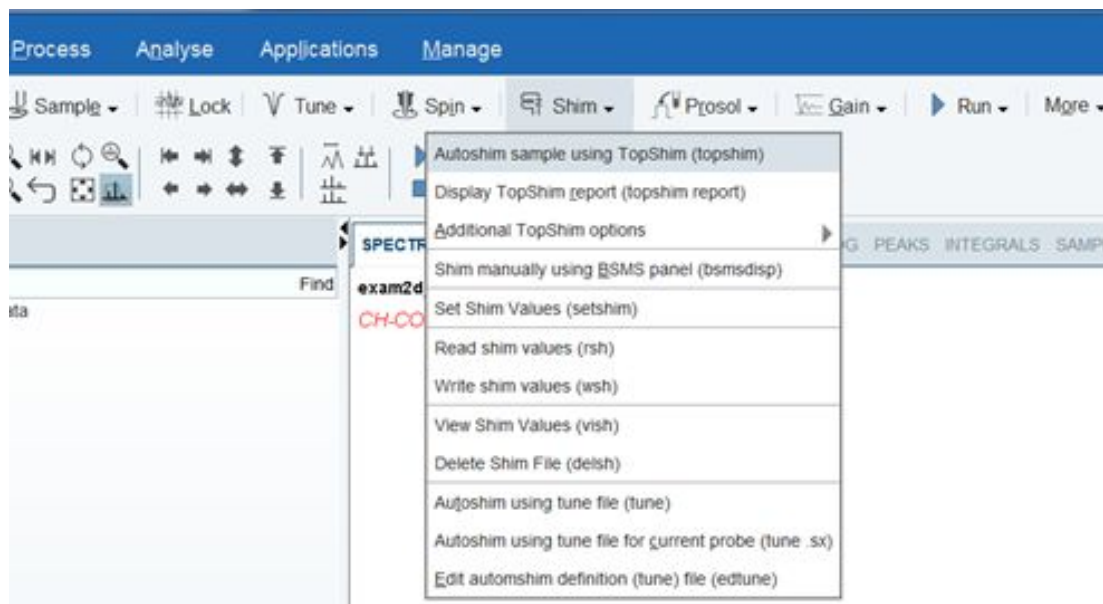 Process Analyse Applications Manage
Sample Lock Tune Spin Shim Prosol Gain Run More
Autoshim sample using TopShim (topshim)
Display TopShim report (topshim report)
Additional TopShim options
SPECTR G PEAKS INTEGRALS SAMP
Shim manually using BSMS panel (bsmsdisp)
Find exam2d
ata
Set Shim Values (setshim)
CH-CO
Read shim values (rsh)
Write shim values (wsh)
View Shim Values (vish)
Delete Shim File (delsh)
Autoshim using tune file (tune)
Autoshim using tune file for current probe (tune .sx)
Edit automshim definition (tune) file (edtune)